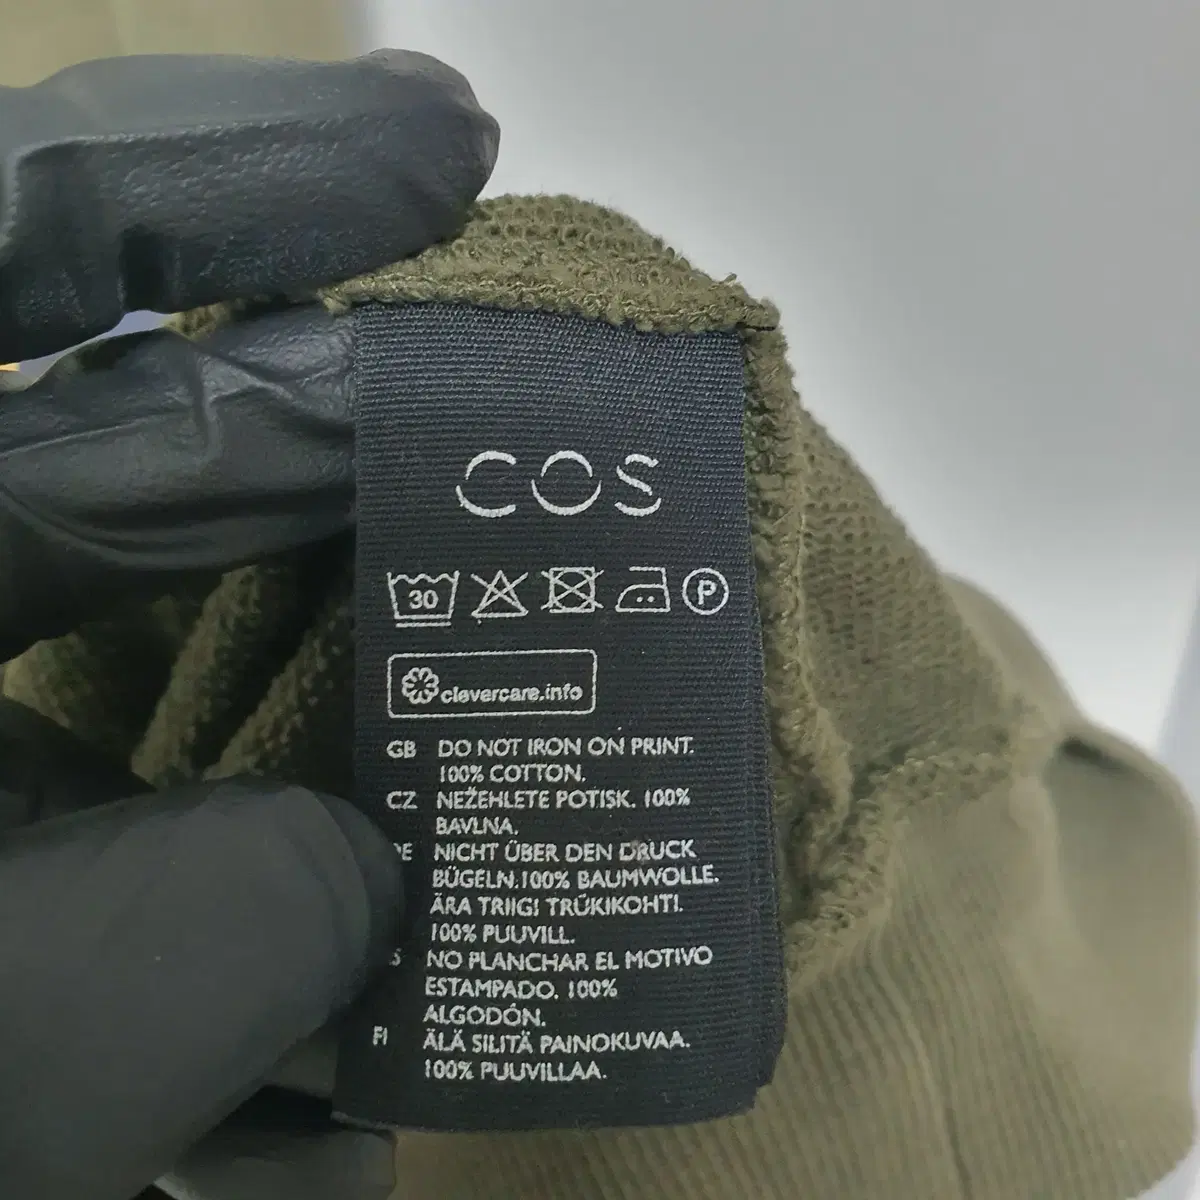 COS
30
P
clevercare.info
GB DO NOT IRON ON PRINT.
100% COTTON.
CZ NEŽEHLETE POTISK. 100%
BAVLNA.
NICHT ÜBER DEN DRUCK
BÜGELN.100% BAUMWOLLE.
ÄRA TRIIGI TRÜKIKOHTI.
100% PUUVILL.
NO PLANCHAR EL MOTIVO
ESTAMPADO. 100%
ALGODÓN.
FI ÄLÄ SILITÄ PAINOKUVAA.
100% PUUVILLAA.